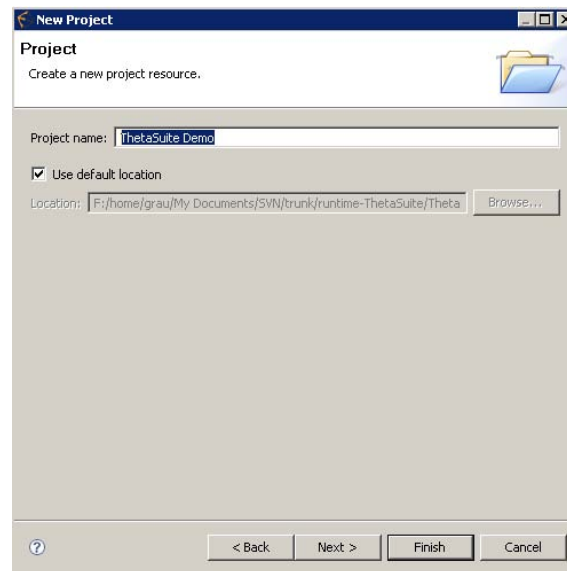 New Project
Project
Create a new project resource.
Project name: ThetaSuite Demo
Use default location
Location: F:/home/grau/My Documents/SVN/trunk/runtime-ThetaSuite/Theta Browse...
? < Back Next > Finish Cancel